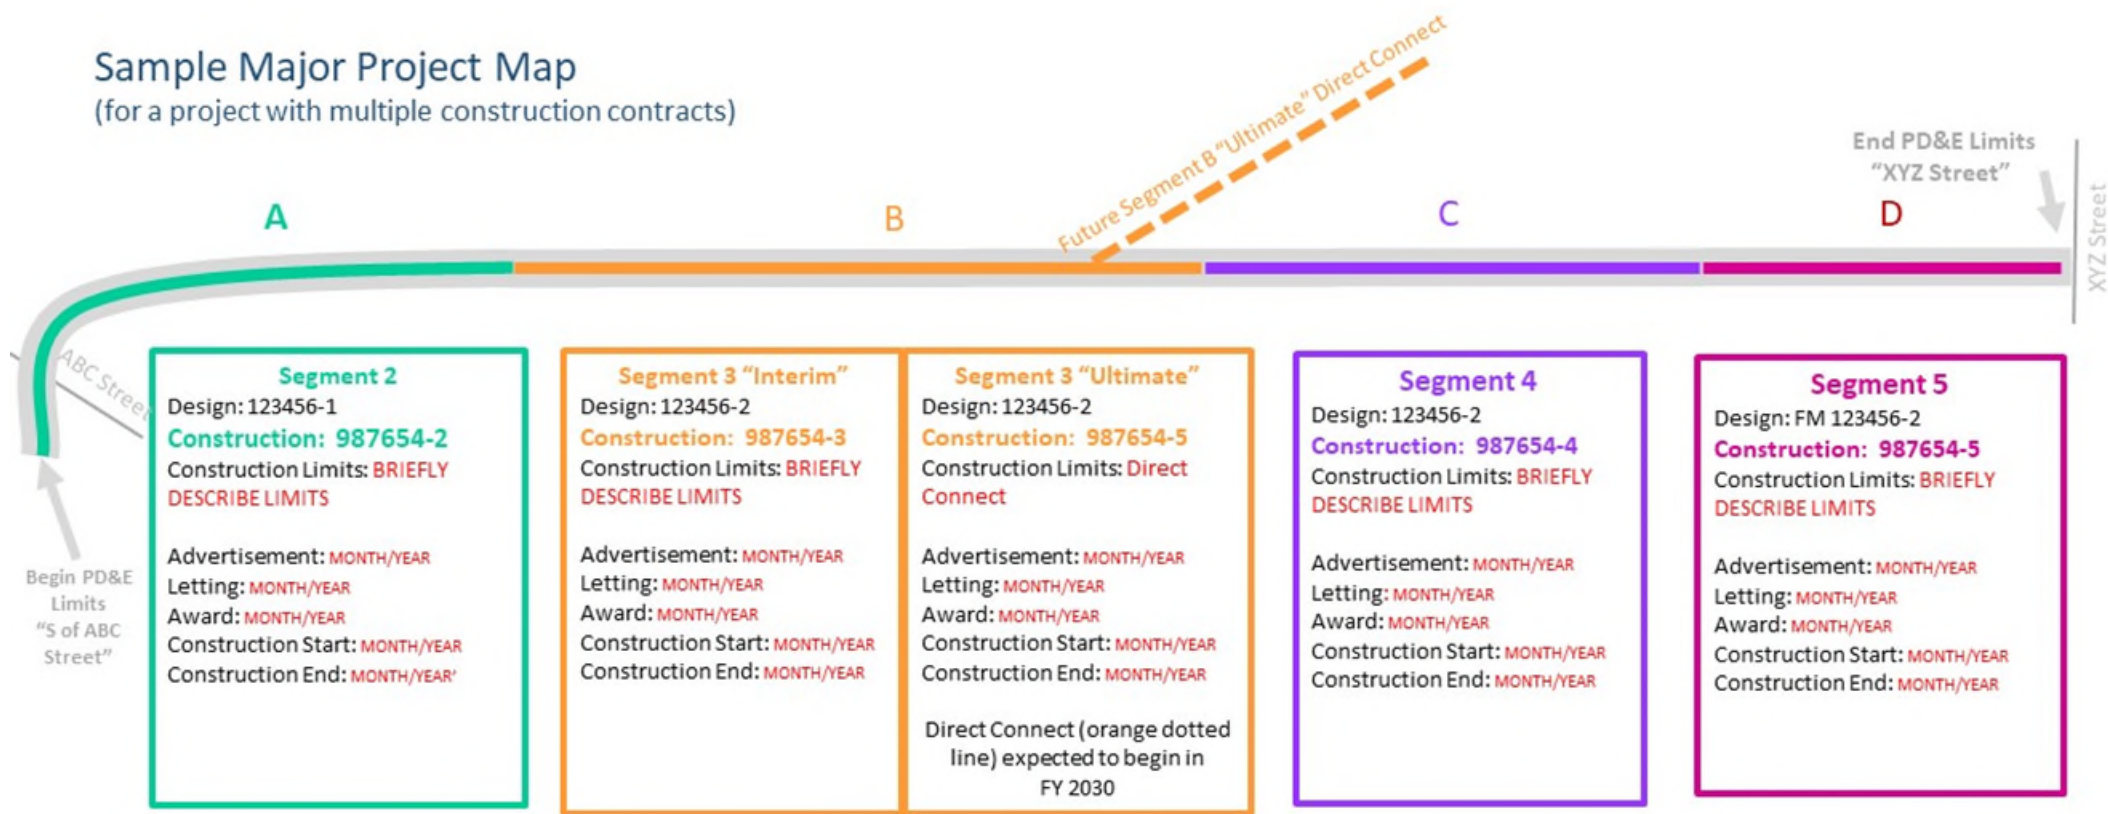 Sample Major Project Map
(for a project with multiple construction contracts)
Future Segment B “Ultimate” Direct Connect
End PD&E Limits
“XYZ Street”
XYZ Street
A
B
C
D
ABC Street
Begin PD&E
Limits
“S of ABC
Street”
Segment 2
Design: 123456-1
Construction: 987654-2
Construction Limits: BRIEFLY
DESCRIBE LIMITS
Advertisement: MONTH/YEAR
Letting: MONTH/YEAR
Award: MONTH/YEAR
Construction Start: MONTH/YEAR
Construction End: MONTH/YEAR’
Segment 3 “Interim”
Design: 123456-2
Construction: 987654-3
Construction Limits: BRIEFLY
DESCRIBE LIMITS
Advertisement: MONTH/YEAR
Letting: MONTH/YEAR
Award: MONTH/YEAR
Construction Start: MONTH/YEAR
Construction End: MONTH/YEAR
Segment 3 “Ultimate”
Design: 123456-2
Construction: 987654-5
Construction Limits: Direct
Connect
Advertisement: MONTH/YEAR
Letting: MONTH/YEAR
Award: MONTH/YEAR
Construction Start: MONTH/YEAR
Construction End: MONTH/YEAR
Direct Connect (orange dotted
line) expected to begin in
FY 2030
Segment 4
Design: 123456-2
Construction: 987654-4
Construction Limits: BRIEFLY
DESCRIBE LIMITS
Advertisement: MONTH/YEAR
Letting: MONTH/YEAR
Award: MONTH/YEAR
Construction Start: MONTH/YEAR
Construction End: MONTH/YEAR
Segment 5
Design: FM 123456-2
Construction: 987654-5
Construction Limits: BRIEFLY
DESCRIBE LIMITS
Advertisement: MONTH/YEAR
Letting: MONTH/YEAR
Award: MONTH/YEAR
Construction Start: MONTH/YEAR
Construction End: MONTH/YEAR